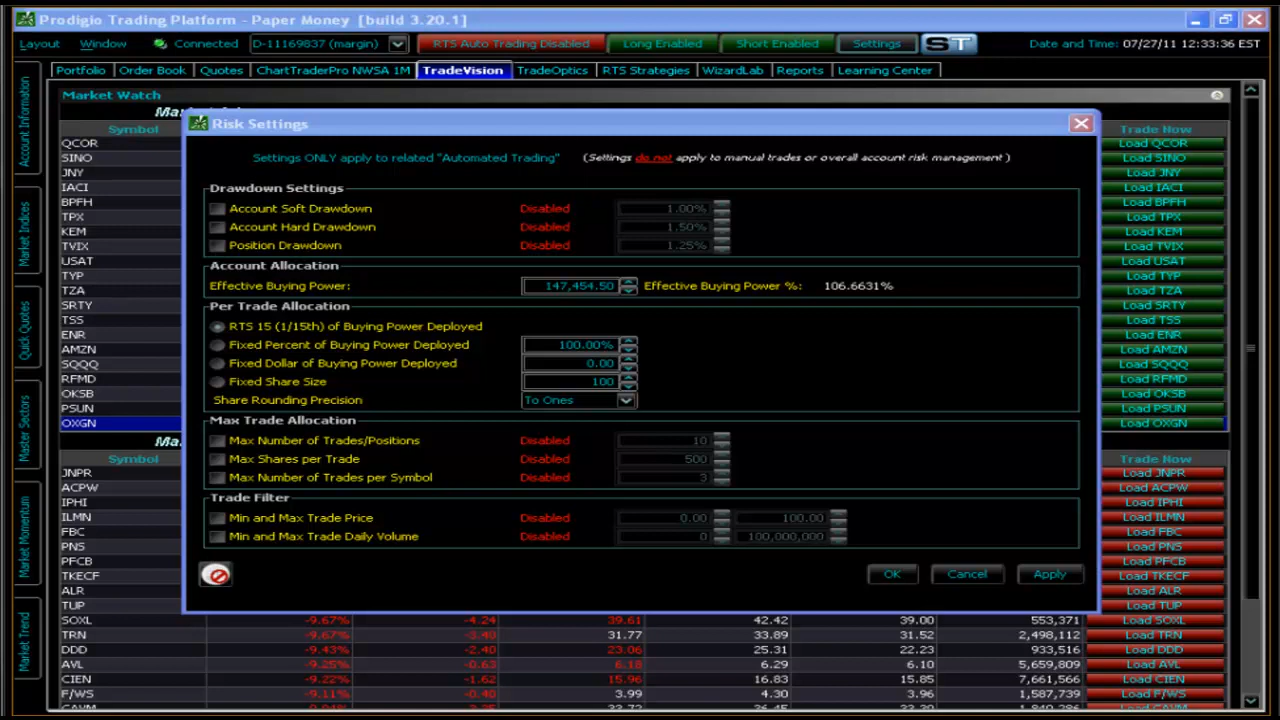 Prodigio Trading Platform - Paper Money [build 3.20.1]
Layout Window Connected D-11169837 (margin) RTS Auto Trading Disabled Long Enabled Short Enabled Settings ST Date and Time: 07/27/11 12:33:36 EST
Portfolio Order Book Quotes ChartTraderPro NWSA 1M TradeVision TradeOptics RTS Strategies WizardLab Reports Learning Center
Account Information
Market Indices
Quick Quotes
Master Sectors
Market Momentum
Market Trend
Market Watch
Symbol Trade Now
QCOR Load QCOR
SINO Load SINO
JNY Load JNY
IACI Load IACI
BPFH Load BPFH
TPX Load TPX
KEM Load KEM
TVIX Load TVIX
USAT Load USAT
TYP Load TYP
TZA Load TZA
SRTY Load SRTY
TSS Load TSS
ENR Load ENR
AMZN Load AMZN
SQQQ Load SQQQ
RFMD Load RFMD
OKSB Load OKSB
PSUN Load PSUN
OXGN Load OXGN
Risk Settings
Settings ONLY apply to related "Automated Trading" (Settings do not apply to manual trades or overall account risk management )
Drawdown Settings
Account Soft Drawdown Disabled 1.00%
Account Hard Drawdown Disabled 1.50%
Position Drawdown Disabled 1.25%
Account Allocation
Effective Buying Power: 147,454.50 Effective Buying Power %: 106.6631%
Per Trade Allocation
RTS 15 (1/15th) of Buying Power Deployed
Fixed Percent of Buying Power Deployed 100.00%
Fixed Dollar of Buying Power Deployed 0.00
Fixed Share Size 100
Share Rounding Precision To Ones
Max Trade Allocation
Max Number of Trades/Positions Disabled 10
Max Shares per Trade Disabled 500
Max Number of Trades per Symbol Disabled 3
Trade Filter
Min and Max Trade Price Disabled 0.00 100.00
Min and Max Trade Daily Volume Disabled 0 100,000,000
OK Cancel Apply
Symbol Trade Now
JNPR Load JNPR
ACPW Load ACPW
IPHI Load IPHI
ILMN Load ILMN
FBC Load FBC
PNS Load PNS
PFCB Load PFCB
TKECF Load TKECF
ALR Load ALR
TUP Load TUP
SOXL -9.67% -4.24 39.61 42.42 39.00 553,371 Load SOXL
TRN -9.67% -3.40 31.77 33.89 31.52 2,498,112 Load TRN
DDD -9.43% -2.40 23.06 25.31 22.23 933,516 Load DDD
AVL -9.25% -0.63 6.18 6.29 6.10 5,659,809 Load AVL
CIEN -9.22% -1.62 15.96 16.83 15.85 7,661,566 Load CIEN
F/WS -9.11% -0.40 3.99 4.30 3.96 1,587,739 Load F/WS